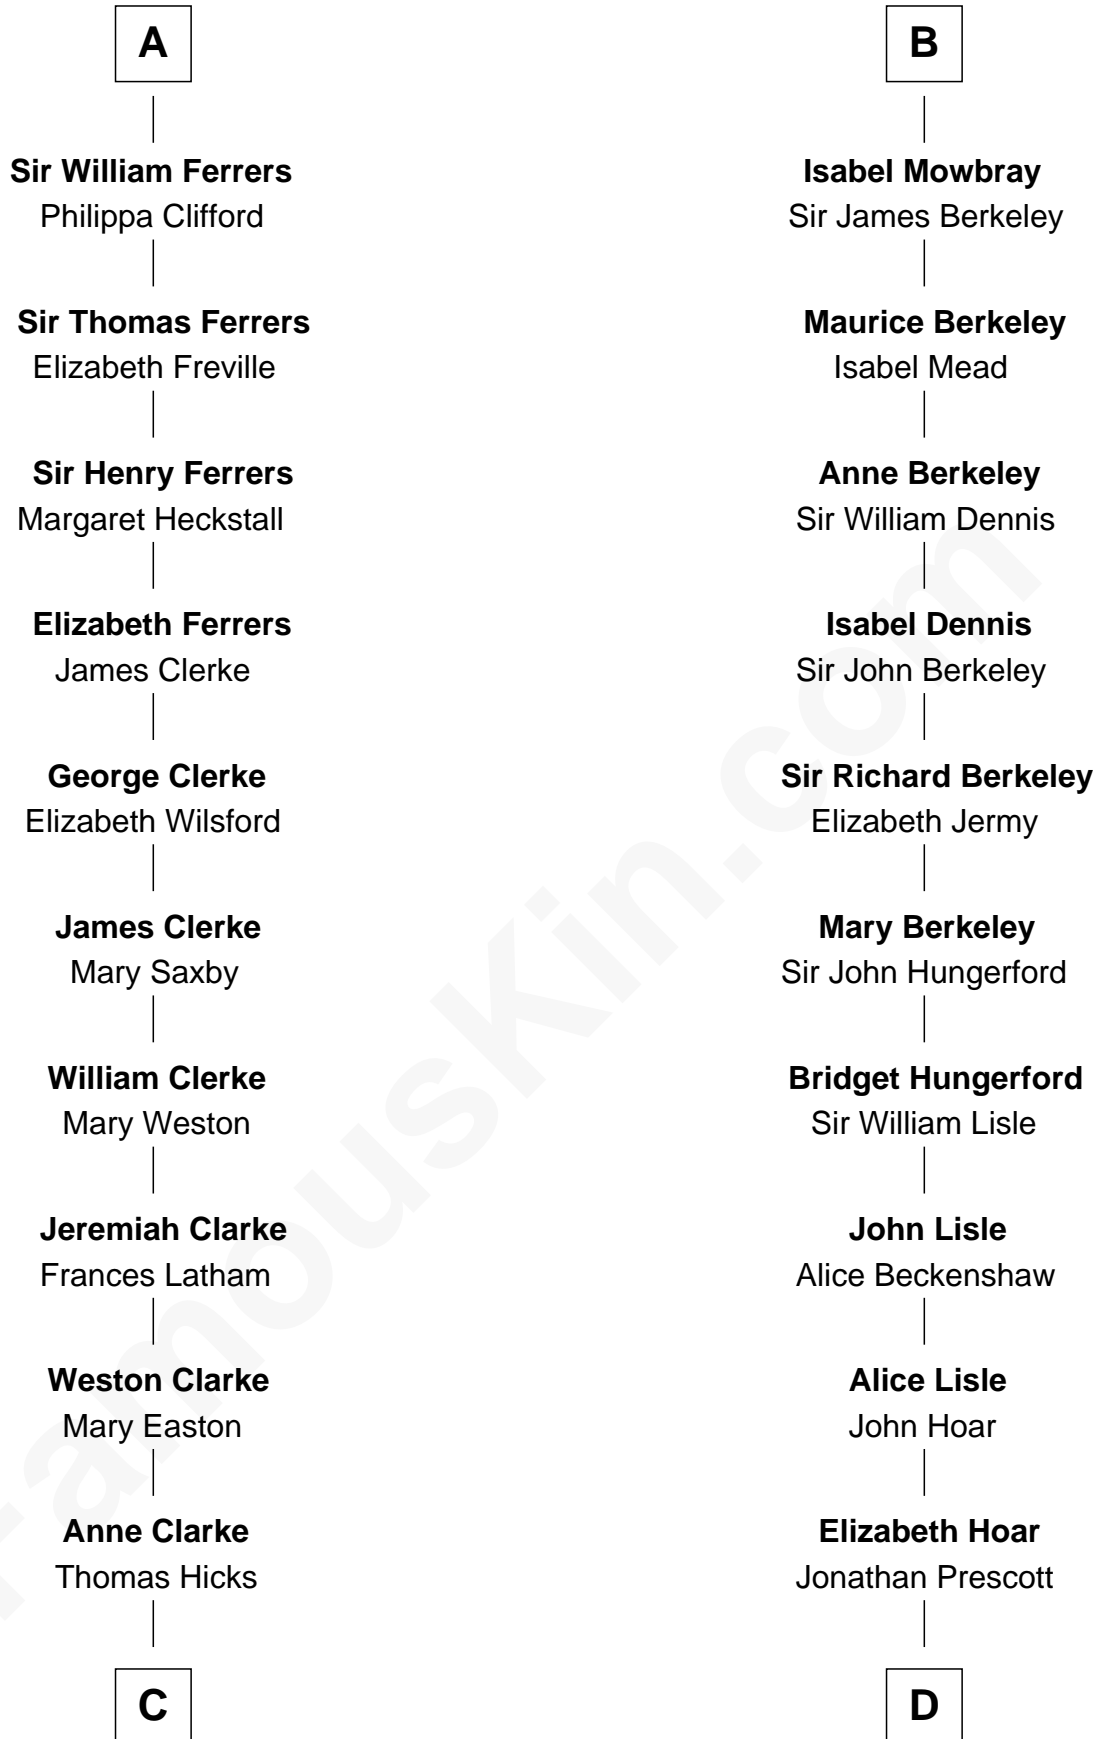 A
Sir William Ferrers
Philippa Clifford
Sir Thomas Ferrers
Elizabeth Freville
Sir Henry Ferrers
Margaret Heckstall
Elizabeth Ferrers
James Clerke
George Clerke
Elizabeth Wilsford
James Clerke
Mary Saxby
William Clerke
Mary Weston
Jeremiah Clarke
Frances Latham
Weston Clarke
Mary Easton
Anne Clarke
Thomas Hicks
C
B
Isabel Mowbray
Sir James Berkeley
Maurice Berkeley
Isabel Mead
Anne Berkeley
Sir William Dennis
Isabel Dennis
Sir John Berkeley
Sir Richard Berkeley
Elizabeth Jermy
Mary Berkeley
Sir John Hungerford
Bridget Hungerford
Sir William Lisle
John Lisle
Alice Beckenshaw
Alice Lisle
John Hoar
Elizabeth Hoar
Jonathan Prescott
D
FamousKin.com